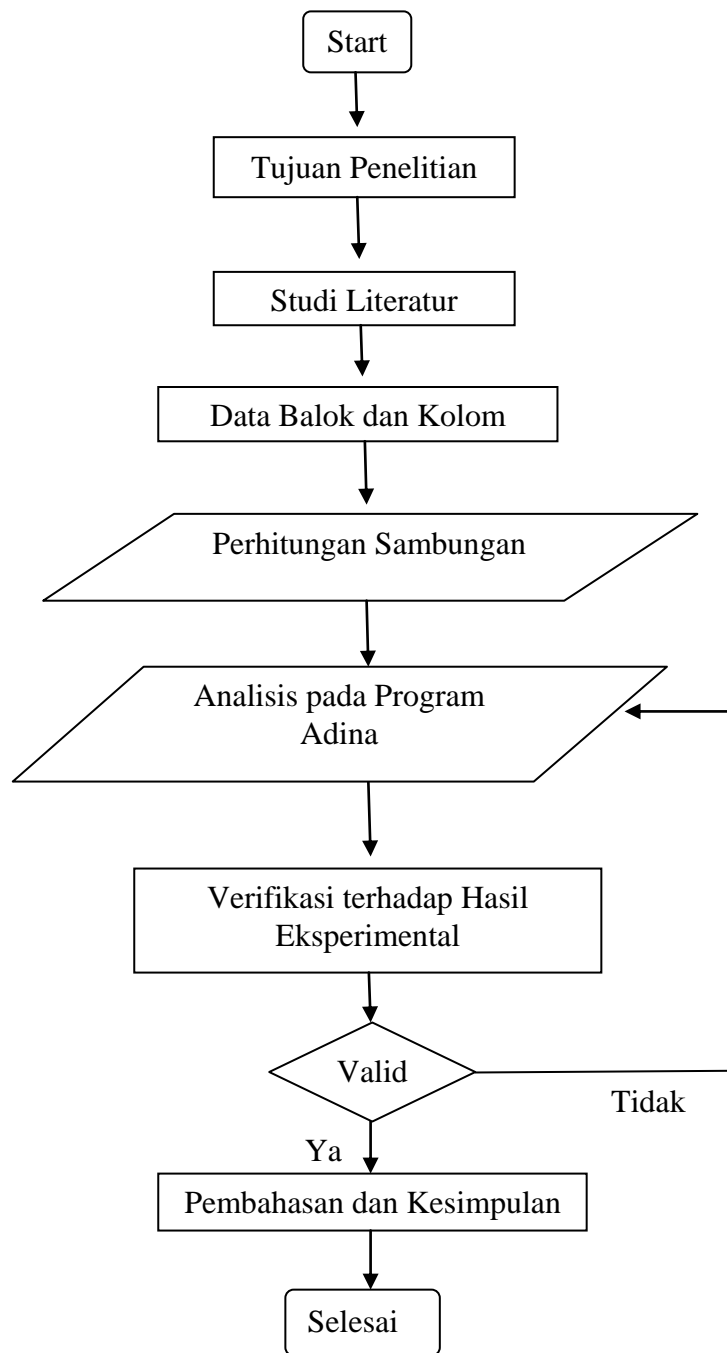 Start
Tujuan Penelitian
Studi Literatur
Data Balok dan Kolom
Perhitungan Sambungan
Analisis pada Program
Adina
Verifikasi terhadap Hasil
Eksperimental
Valid
Tidak
Ya
Pembahasan dan Kesimpulan
Selesai